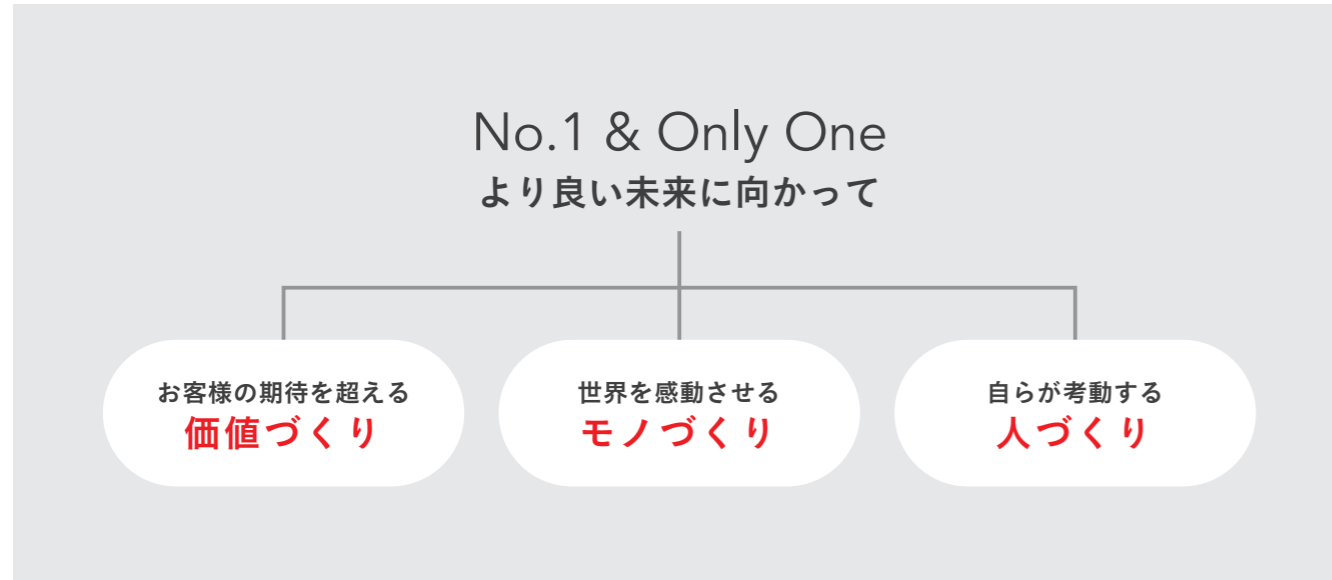 No.1 & Only One
より良い未来に向かって
お客様の期待を超える
価値づくり
世界を感動させる
モノづくり
自らが考動する
人づくり